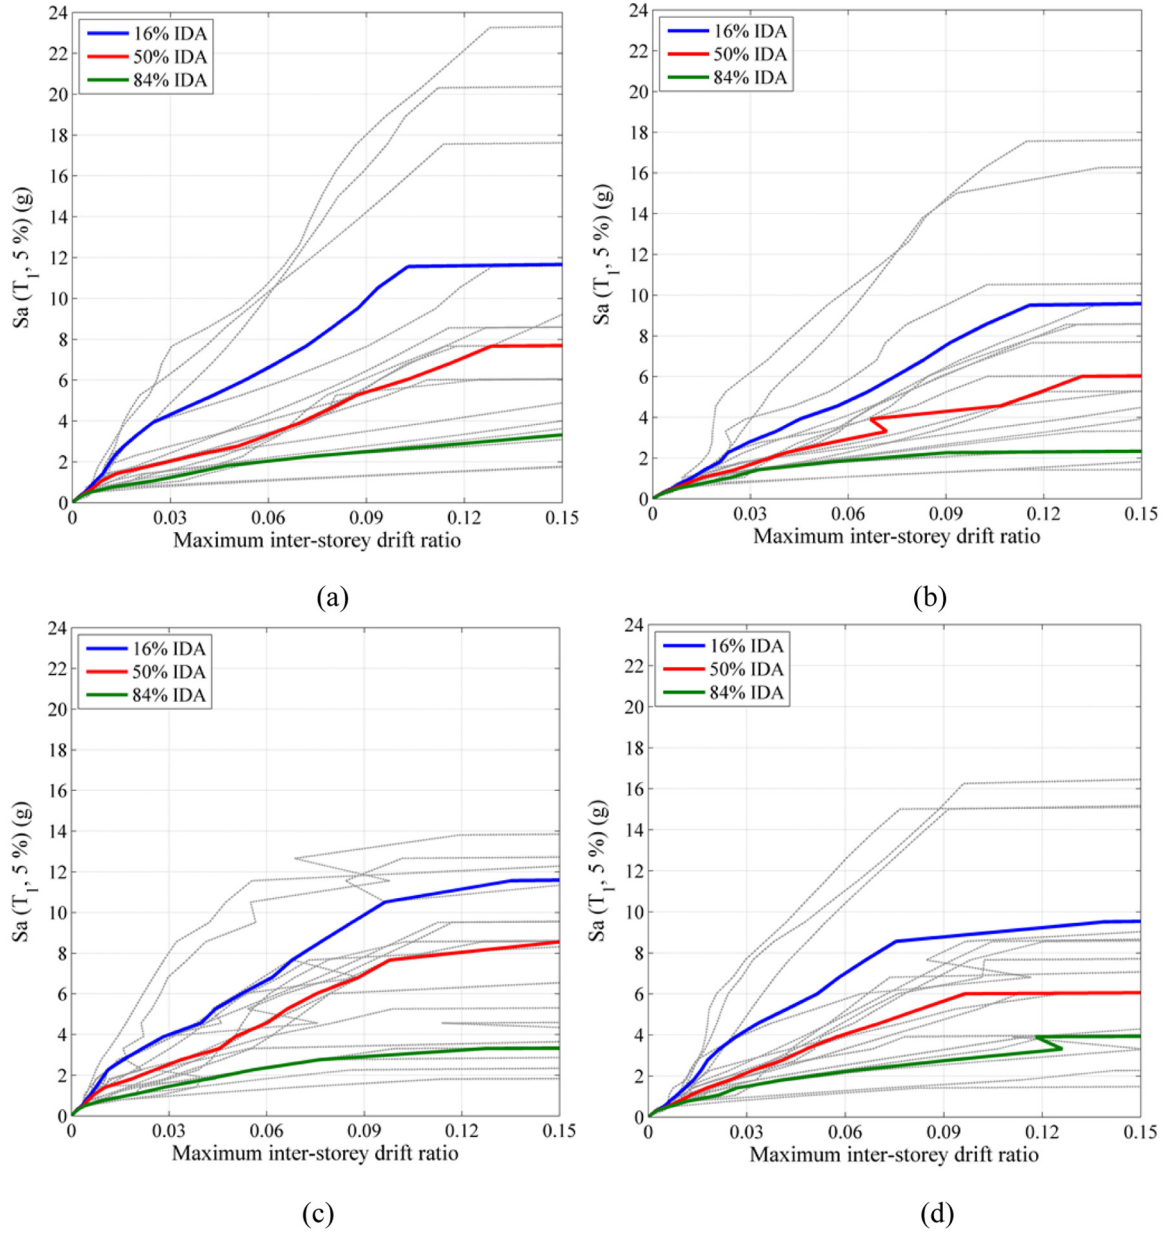 24
22
20
18
16
14
12
10
8
6
4
2
0
Sa (T1, 5 %) (g)
16% IDA
50% IDA
84% IDA
0 0.03 0.06 0.09 0.12 0.15
Maximum inter-storey drift ratio
(a)
24
22
20
18
16
14
12
10
8
6
4
2
0
Sa (T1, 5 %) (g)
16% IDA
50% IDA
84% IDA
0 0.03 0.06 0.09 0.12 0.15
Maximum inter-storey drift ratio
(b)
24
22
20
18
16
14
12
10
8
6
4
2
0
Sa (T1, 5 %) (g)
16% IDA
50% IDA
84% IDA
0 0.03 0.06 0.09 0.12 0.15
Maximum inter-storey drift ratio
(c)
24
22
20
18
16
14
12
10
8
6
4
2
0
Sa (T1, 5 %) (g)
16% IDA
50% IDA
84% IDA
0 0.03 0.06 0.09 0.12 0.15
Maximum inter-storey drift ratio
(d)